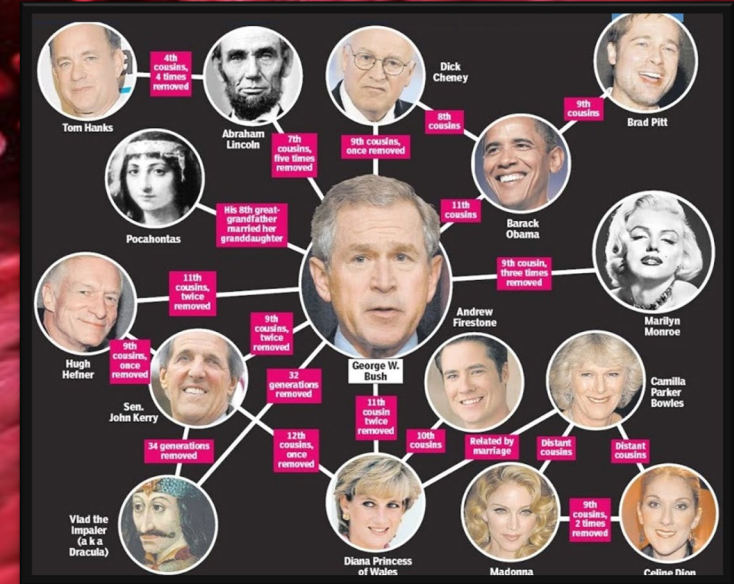 Tom Hanks
4th
cousins,
4 times
removed
Abraham
Lincoln
Dick
Cheney
Brad Pitt
9th
cousins
8th
cousins
7th
cousins,
five times
removed
9th cousins,
once removed
Pocahontas
His 8th great-
grandfather
married her
granddaughter
11th
cousins
Barack
Obama
9th cousin,
three times
removed
Marilyn
Monroe
11th
cousins,
twice
removed
Hugh
Hefner
9th
cousins,
once
removed
9th
cousins,
twice
removed
Andrew
Firestone
George W.
Bush
Sen.
John Kerry
32
generations
removed
11th
cousin
twice
removed
Camilla
Parker
Bowles
34 generations
removed
12th
cousins,
once
removed
10th
cousins
Related by
marriage
Distant
cousins
Distant
cousins
Vlad the
Impaler
(a k a
Dracula)
9th
cousins,
2 times
removed
Diana Princess
of Wales
Madonna
Celine Dion